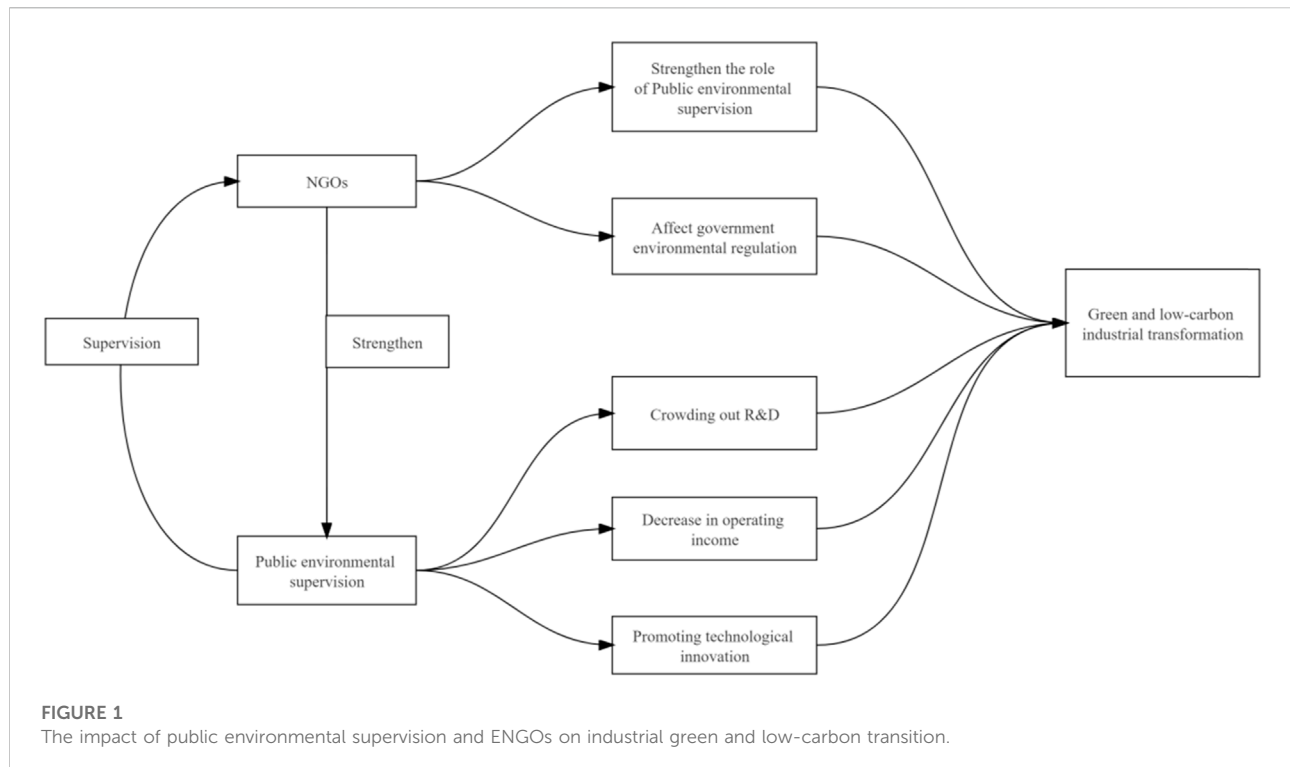 Strengthen the role
of Public environmental
supervision
NGOs
Affect government
environmental regulation
Supervision
Strengthen
Green and low-carbon
industrial transformation
Crowding out R&D
Decrease in operating
income
Public environmental
supervision
Promoting technological
innovation
FIGURE 1
The impact of public environmental supervision and ENGOs on industrial green and low-carbon transition.